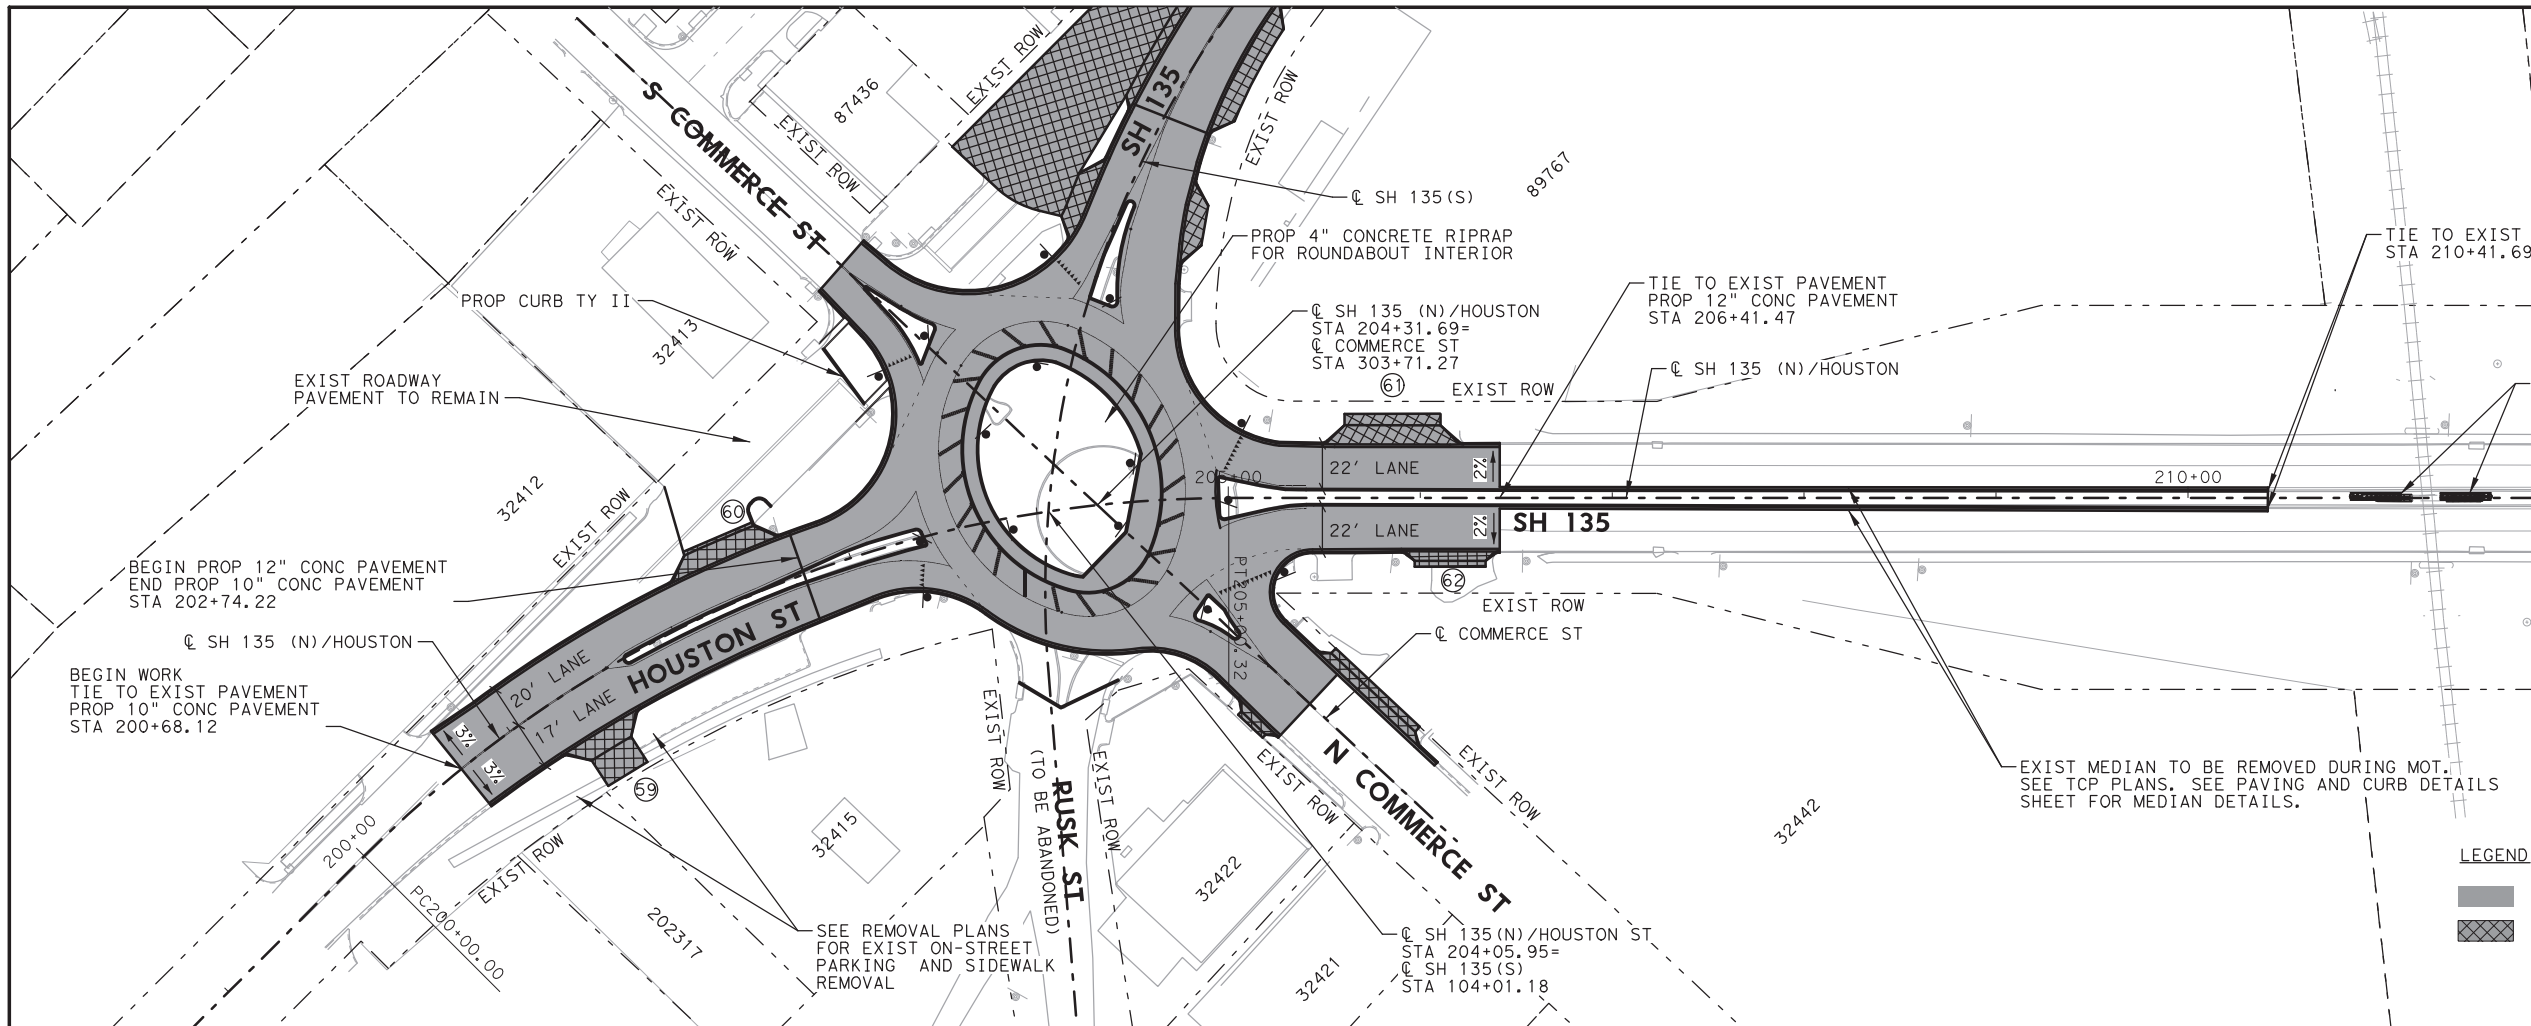 S COMMERCE ST
EXIST ROW
87436
EXIST ROW
EXIST ROW
SH 135
EXIST ROW
89767
℄ SH 135(S)
PROP 4" CONCRETE RIPRAP
FOR ROUNDABOUT INTERIOR
TIE TO EXIST
STA 210+41.69
TIE TO EXIST PAVEMENT
PROP 12" CONC PAVEMENT
STA 206+41.47
PROP CURB TY II
32413
℄ SH 135 (N)/HOUSTON
STA 204+31.69=
℄ COMMERCE ST
STA 303+71.27
61
EXIST ROW
℄ SH 135 (N)/HOUSTON
EXIST ROADWAY
PAVEMENT TO REMAIN
32412
EXIST ROW
60
205+00
22' LANE
2%
210+00
22' LANE
2%
SH 135
PT205+00.32
62
EXIST ROW
℄ COMMERCE ST
BEGIN PROP 12" CONC PAVEMENT
END PROP 10" CONC PAVEMENT
STA 202+74.22
℄ SH 135 (N)/HOUSTON
BEGIN WORK
TIE TO EXIST PAVEMENT
PROP 10" CONC PAVEMENT
STA 200+68.12
20' LANE
17' LANE
HOUSTON ST
3%
3%
59
EXIST ROW
RUSK ST
(TO BE ABANDONED)
EXIST ROW
EXIST ROW
N COMMERCE ST
EXIST ROW
EXIST MEDIAN TO BE REMOVED DURING MOT.
SEE TCP PLANS. SEE PAVING AND CURB DETAILS
SHEET FOR MEDIAN DETAILS.
32442
LEGEND
200+00
PC200+00.00
EXIST ROW
32415
32422
202317
SEE REMOVAL PLANS
FOR EXIST ON-STREET
PARKING AND SIDEWALK
REMOVAL
℄ SH 135(N)/HOUSTON ST
STA 204+05.95=
℄ SH 135(S)
STA 104+01.18
32421